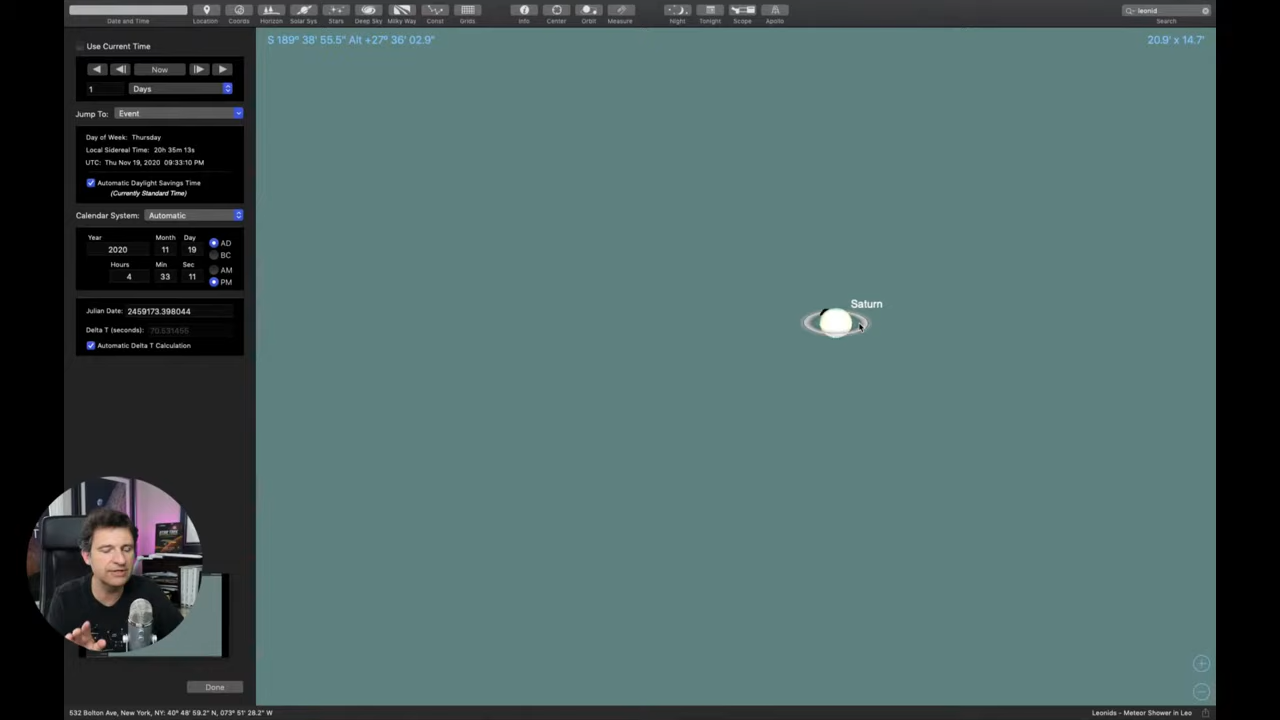 Date and Time
Location
Coords
Horizon
Solar Sys
Stars
Deep Sky
Milky Way
Const
Grids
Info
Center
Orbit
Measure
Night
Tonight
Scope
Apollo
leonid
Search
S 189° 38' 55.5" Alt +27° 36' 02.9"
20.9' x 14.7'
Use Current Time
Now
1 Days
Jump To: Event
Day of Week: Thursday
Local Sidereal Time: 20h 35m 13s
UTC: Thu Nov 19, 2020 09:33:10 PM
Automatic Daylight Savings Time
(Currently Standard Time)
Calendar System: Automatic
Year Month Day
2020 11 19
AD
BC
Hours Min Sec
4 33 11
AM
PM
Julian Date: 2459173.398044
Delta T (seconds): 70.531455
Automatic Delta T Calculation
Saturn
STAR TREK
Done
532 Bolton Ave, New York, NY: 40° 48' 59.2" N, 073° 51' 28.2" W
Leonids - Meteor Shower in Leo